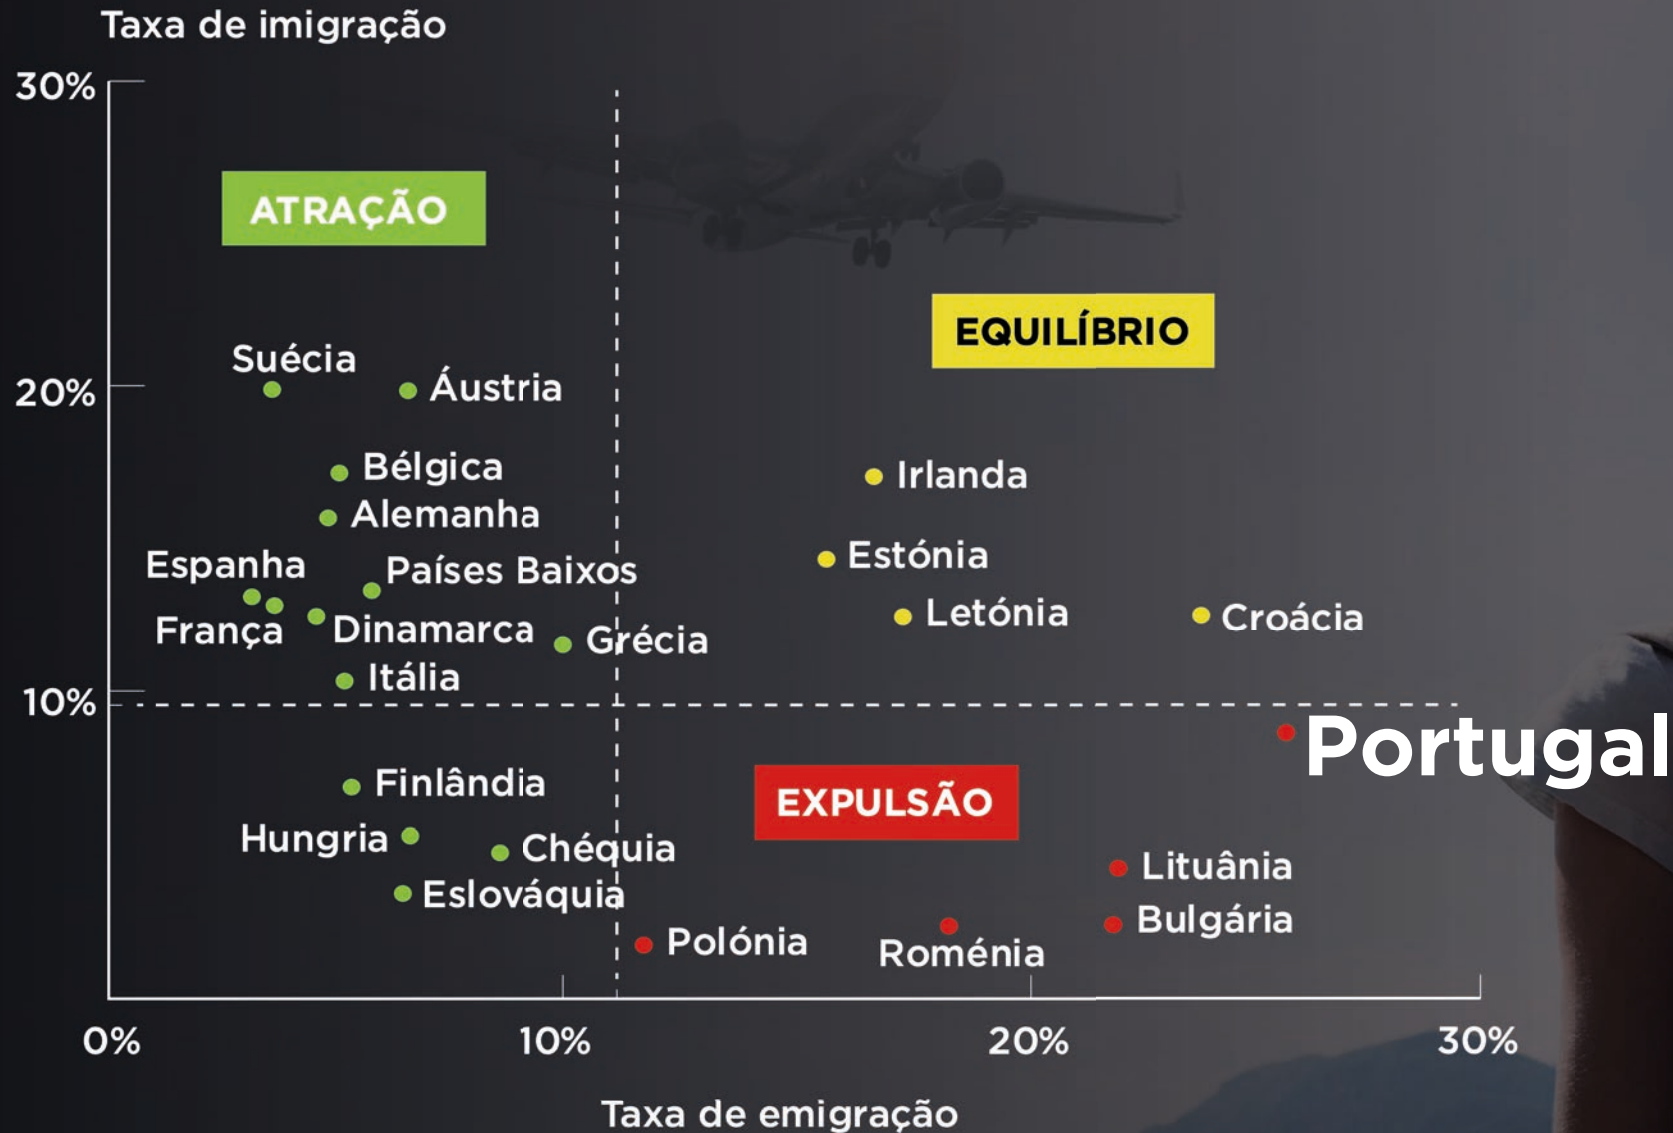 Taxa de imigração
30%
ATRAÇÃO
EQUILÍBRIO
Suécia
20%
Áustria
Bélgica
Irlanda
Alemanha
Estónia
Espanha
Países Baixos
Letónia
Croácia
França
Dinamarca
Grécia
Itália
10%
Portugal
Finlândia
EXPULSÃO
Hungria
Chéquia
Lituânia
Eslováquia
Bulgária
Polónia
Roménia
0%
10%
20%
30%
Taxa de emigração